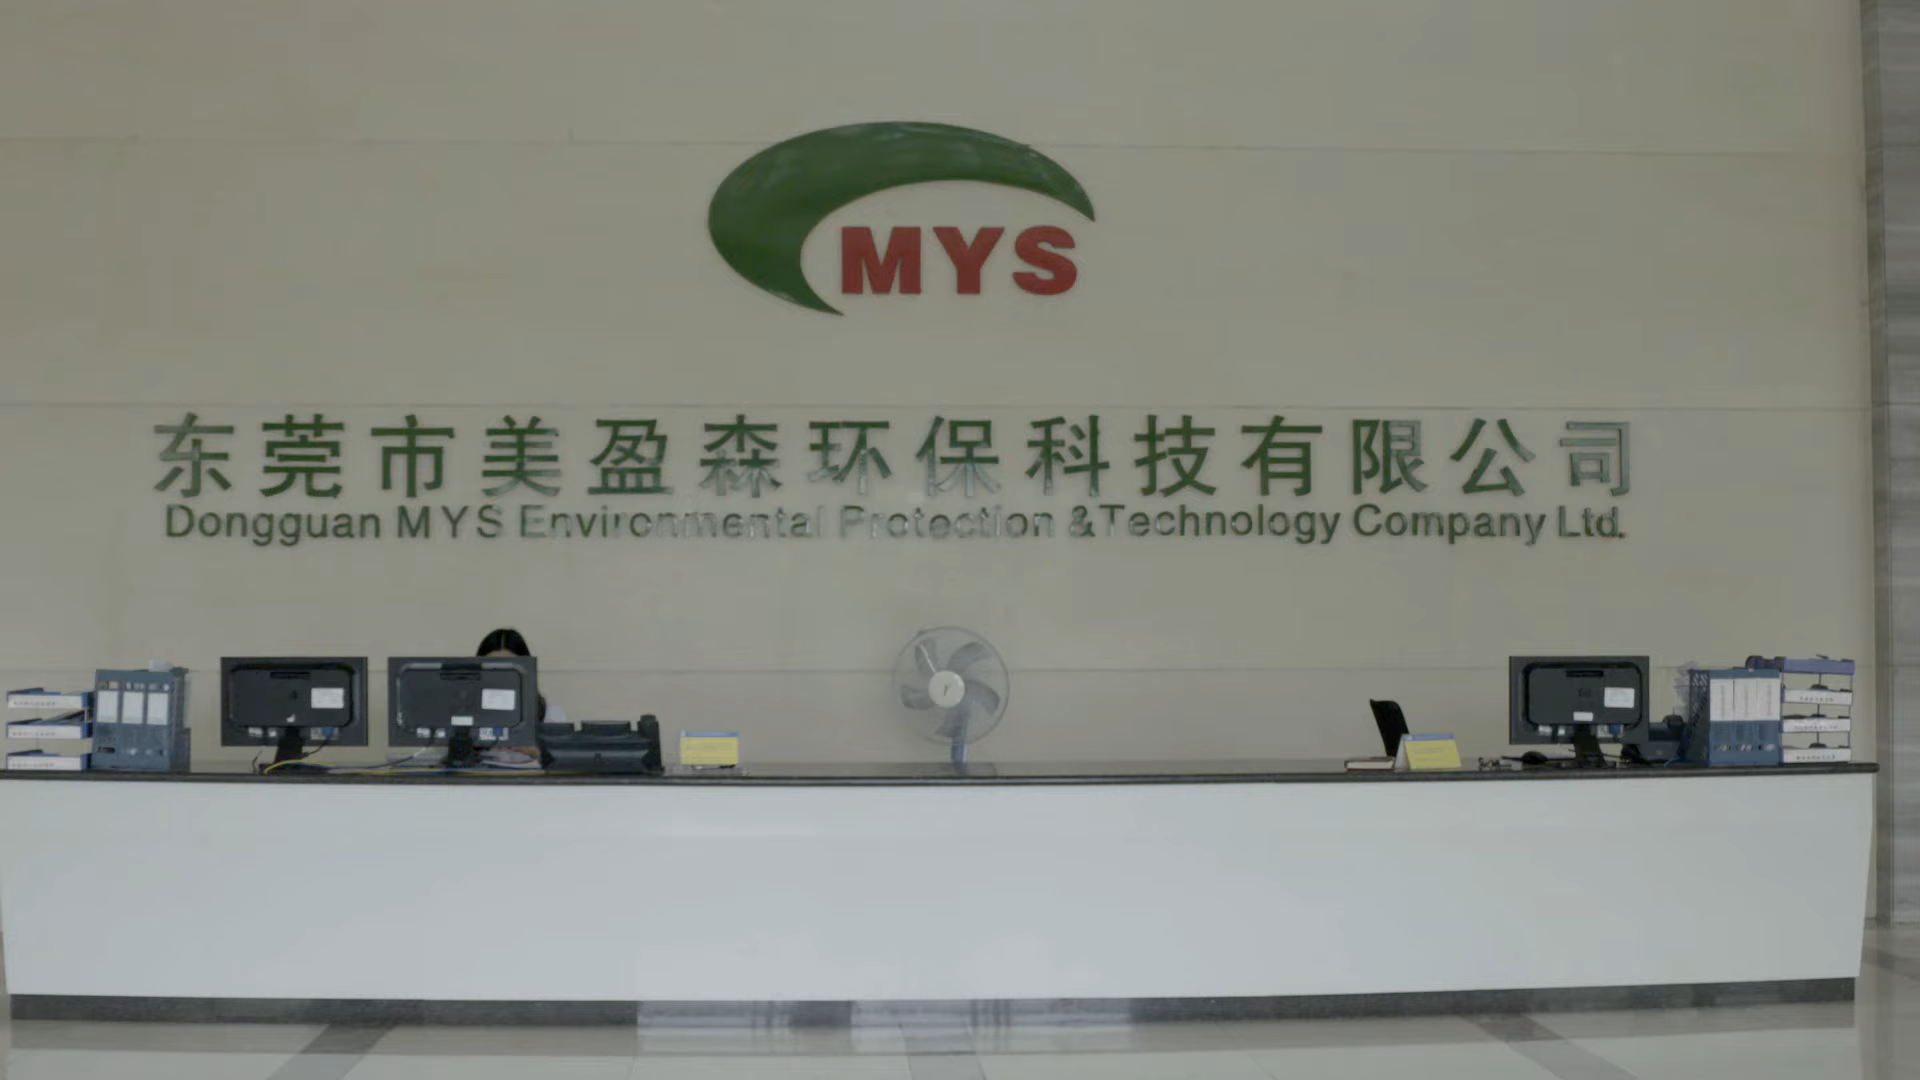 MYS
东莞市美盈森环保科技有限公司
Dongguan MYS Environmental Protection &Technology Company Ltd.